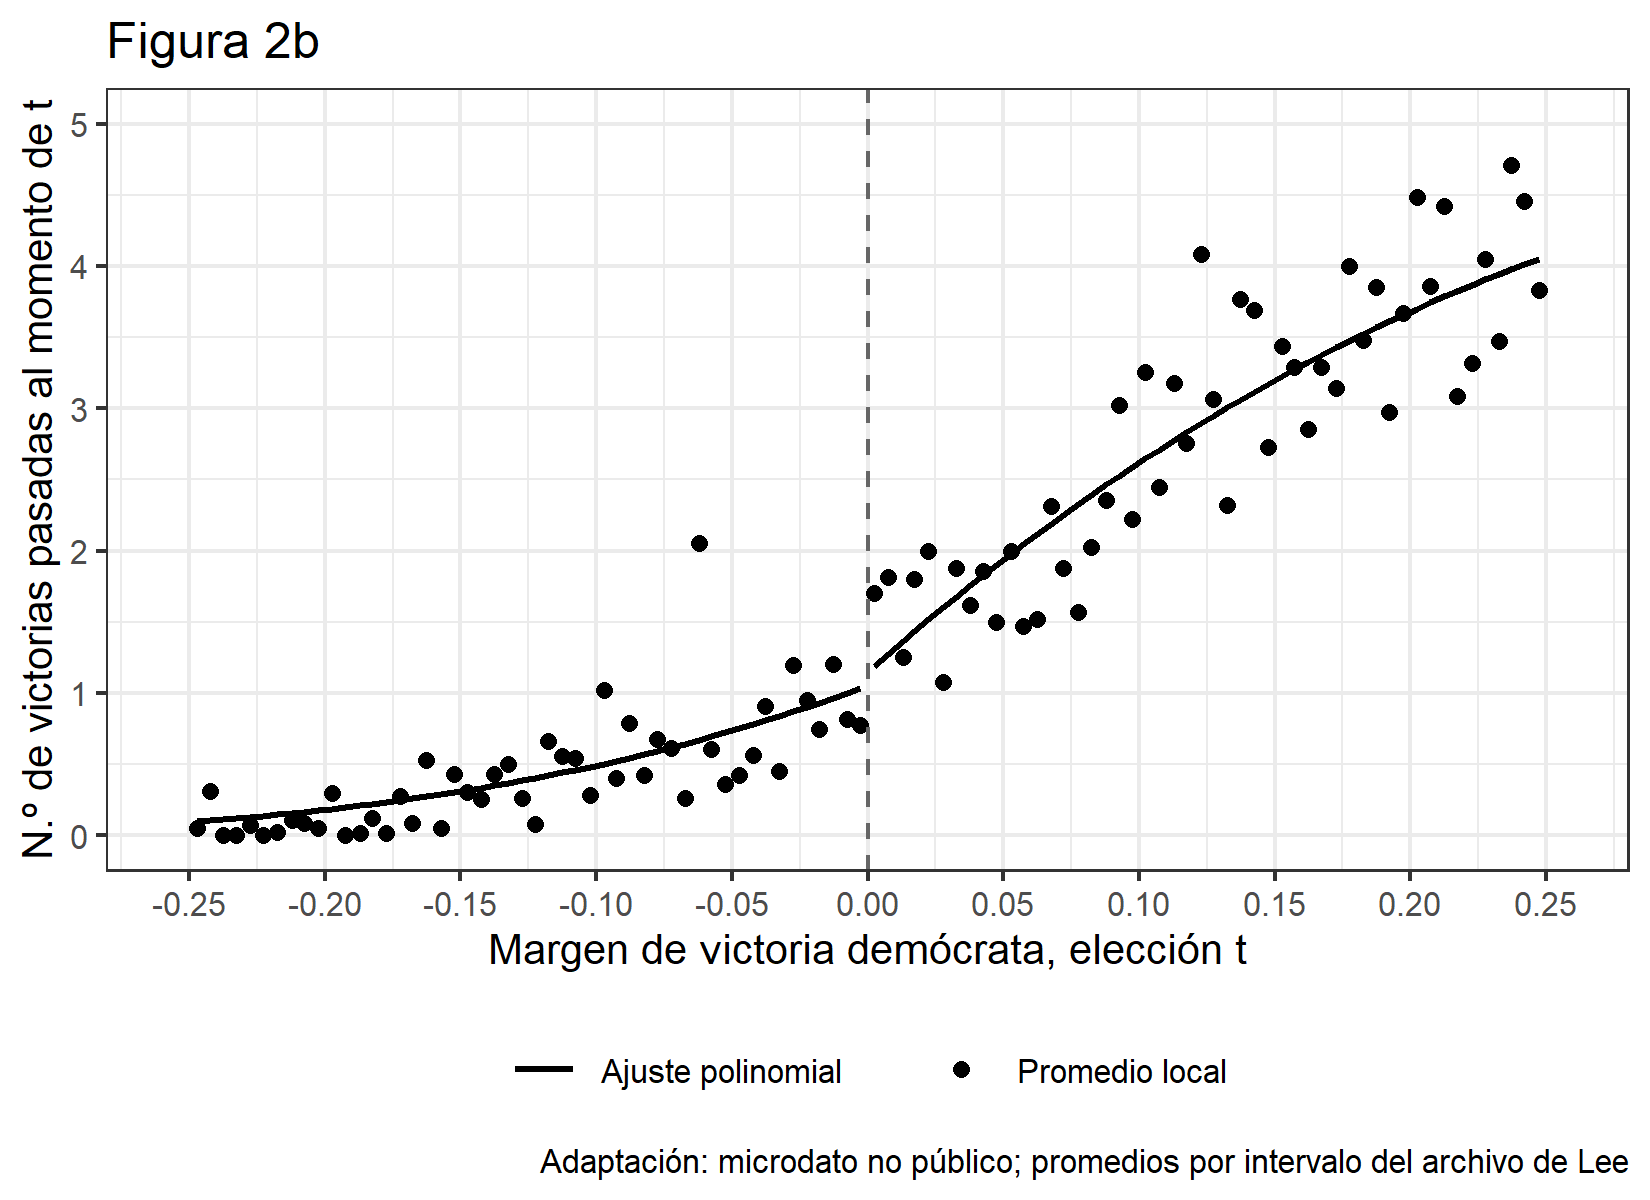 Figura 2b
N.º de victorias pasadas al momento de t
5
4
3
2
1
0
-0.25 -0.20 -0.15 -0.10 -0.05 0.00 0.05 0.10 0.15 0.20 0.25
Margen de victoria demócrata, elección t
Ajuste polinomial Promedio local
Adaptación: microdato no público; promedios por intervalo del archivo de Lee